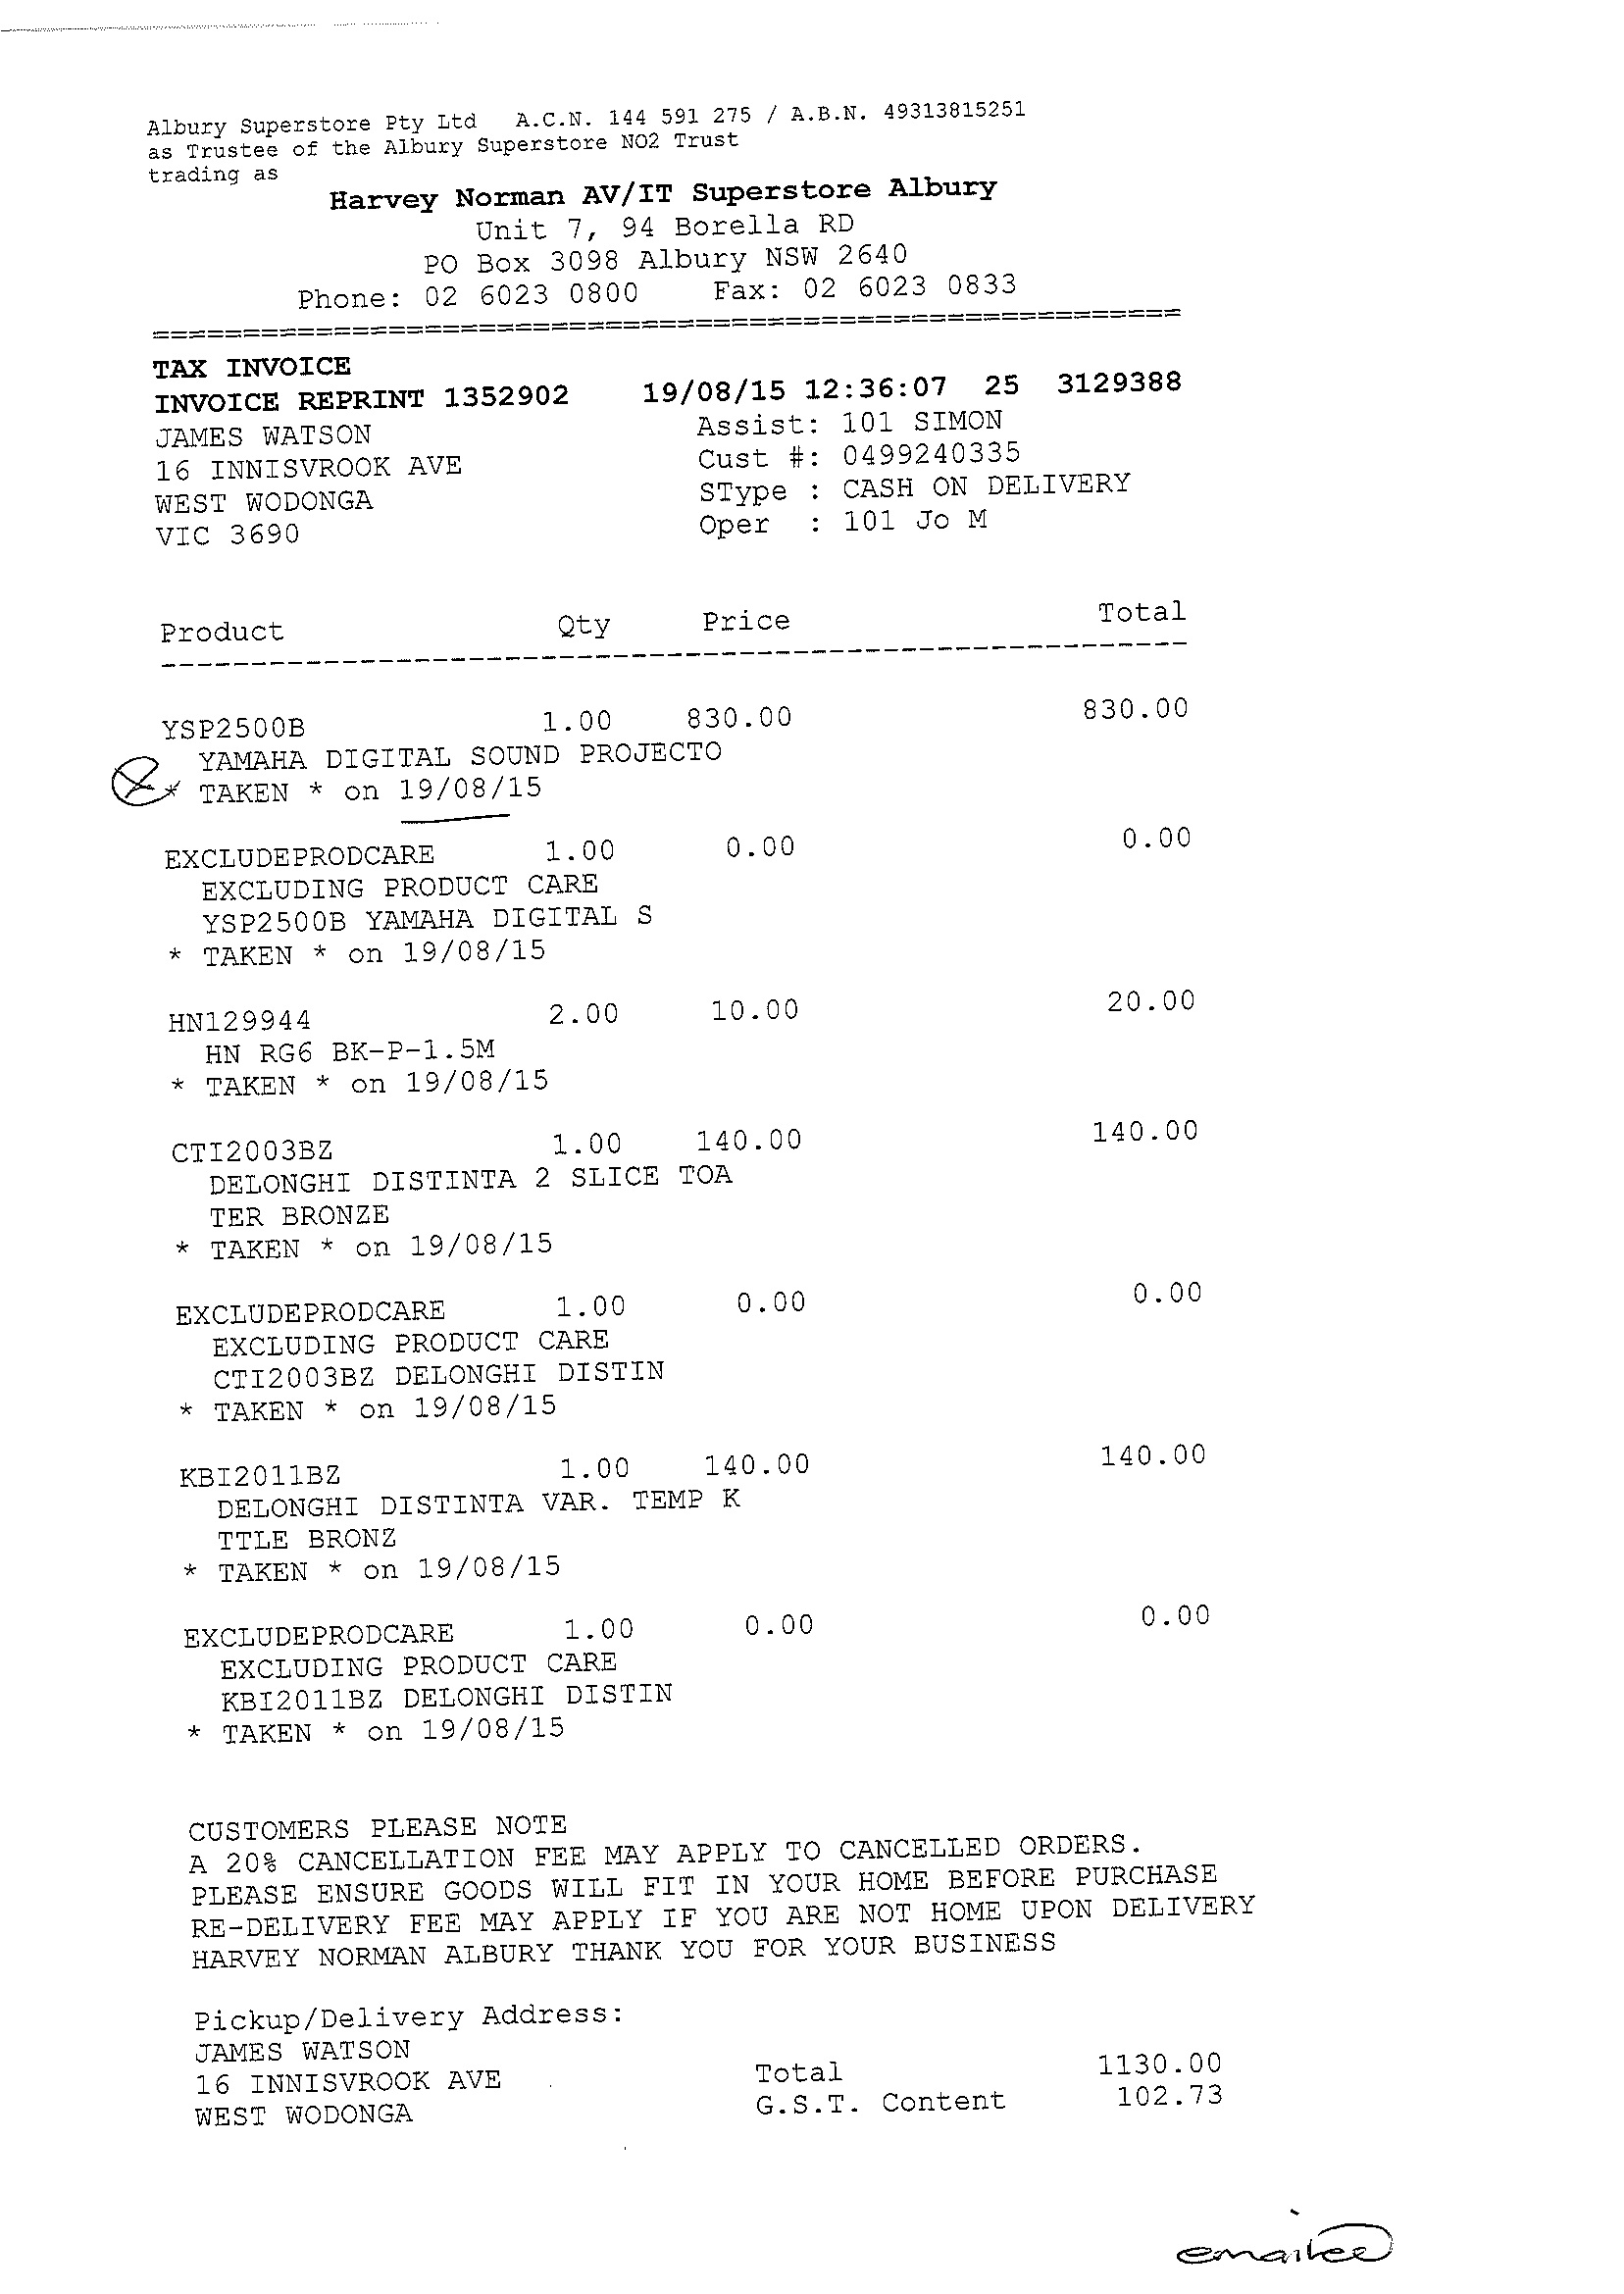 Albury Superstore Pty Ltd   A.C.N. 144 591 275 / A.B.N. 49313815251
as Trustee of the Albury Superstore NO2 Trust
trading as
Harvey Norman AV/IT Superstore Albury
Unit 7, 94 Borella RD
PO Box 3098 Albury NSW 2640
Phone: 02 6023 0800    Fax: 02 6023 0833
=========================================================
TAX INVOICE
INVOICE REPRINT 1352902    19/08/15 12:36:07  25  3129388
JAMES WATSON    Assist: 101 SIMON
16 INNISVROOK AVE    Cust #: 0499240335
WEST WODONGA    SType : CASH ON DELIVERY
VIC 3690    Oper  : 101 Jo M
Product    Qty    Price    Total
---------------------------------------------------------
YSP2500B    1.00    830.00    830.00
YAMAHA DIGITAL SOUND PROJECTO
* TAKEN * on 19/08/15
EXCLUDEPRODCARE    1.00    0.00    0.00
EXCLUDING PRODUCT CARE
YSP2500B YAMAHA DIGITAL S
* TAKEN * on 19/08/15
HN129944    2.00    10.00    20.00
HN RG6 BK-P-1.5M
* TAKEN * on 19/08/15
CTI2003BZ    1.00    140.00    140.00
DELONGHI DISTINTA 2 SLICE TOA
TER BRONZE
* TAKEN * on 19/08/15
EXCLUDEPRODCARE    1.00    0.00    0.00
EXCLUDING PRODUCT CARE
CTI2003BZ DELONGHI DISTIN
* TAKEN * on 19/08/15
KBI2011BZ    1.00    140.00    140.00
DELONGHI DISTINTA VAR. TEMP K
TTLE BRONZ
* TAKEN * on 19/08/15
EXCLUDEPRODCARE    1.00    0.00    0.00
EXCLUDING PRODUCT CARE
KBI2011BZ DELONGHI DISTIN
* TAKEN * on 19/08/15
CUSTOMERS PLEASE NOTE
A 20% CANCELLATION FEE MAY APPLY TO CANCELLED ORDERS.
PLEASE ENSURE GOODS WILL FIT IN YOUR HOME BEFORE PURCHASE
RE-DELIVERY FEE MAY APPLY IF YOU ARE NOT HOME UPON DELIVERY
HARVEY NORMAN ALBURY THANK YOU FOR YOUR BUSINESS
Pickup/Delivery Address:
JAMES WATSON
16 INNISVROOK AVE    Total    1130.00
WEST WODONGA    G.S.T. Content    102.73
emailed